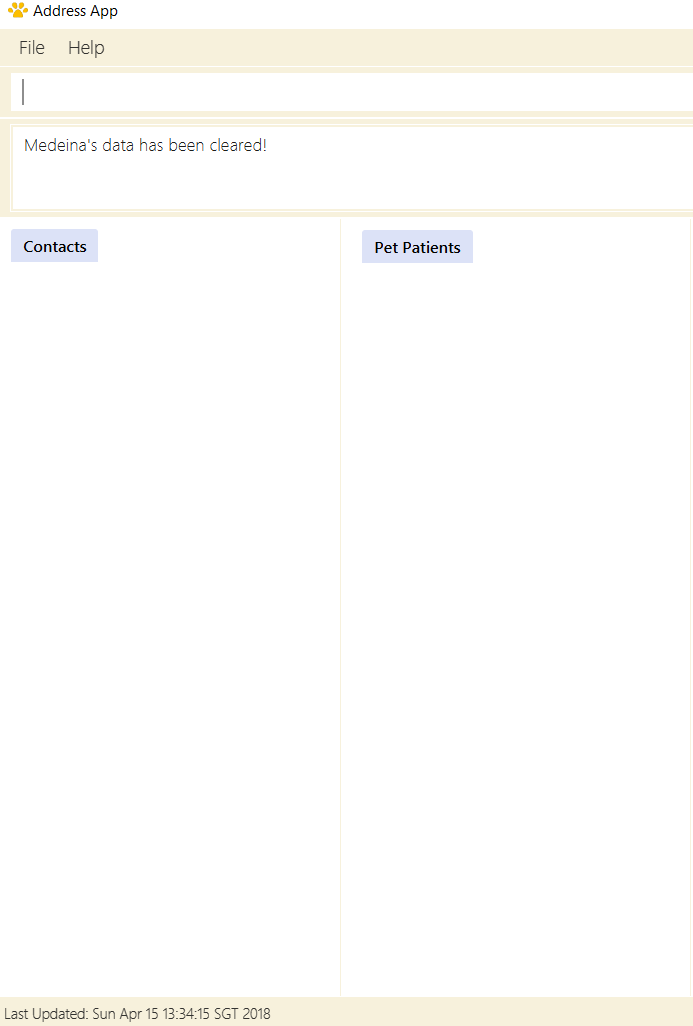 Address App
File Help
Medeina's data has been cleared!
Contacts
Pet Patients
Last Updated: Sun Apr 15 13:34:15 SGT 2018